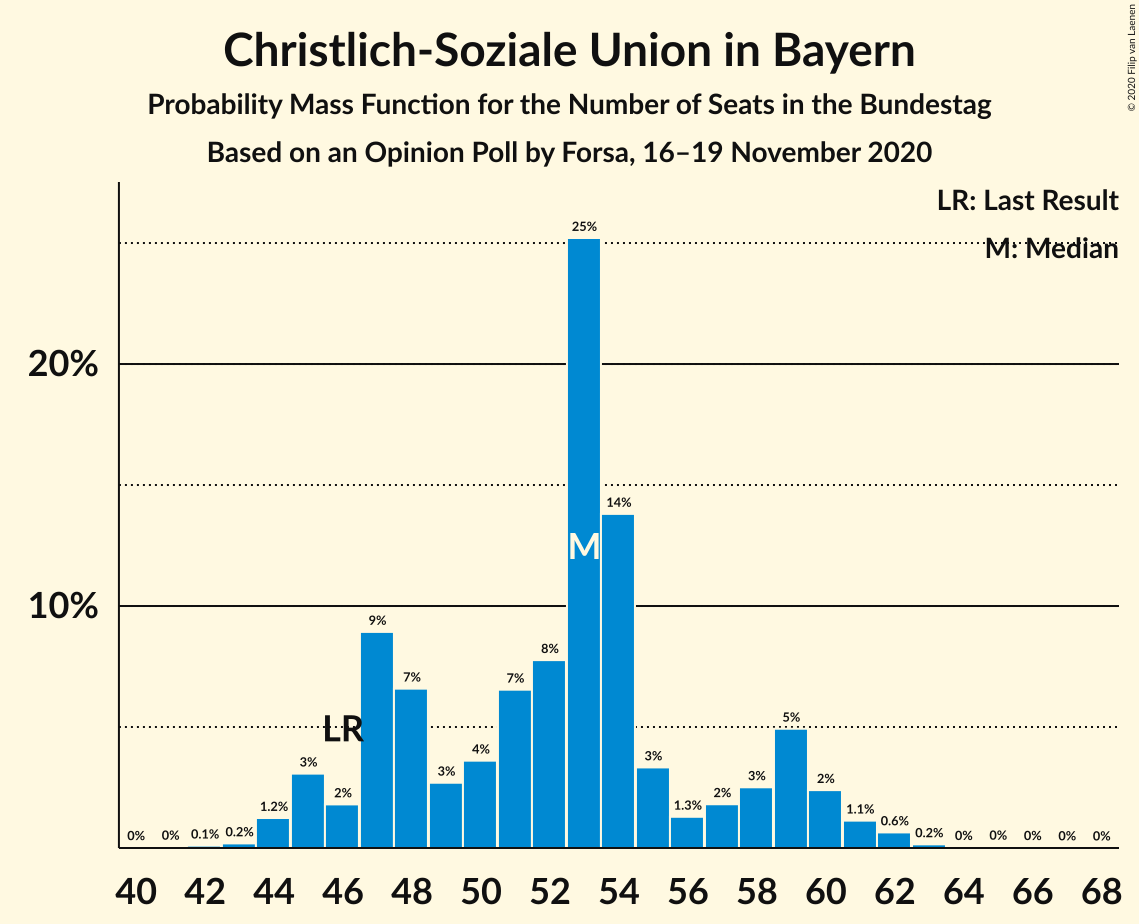 Christlich-Soziale Union in Bayern
Probability Mass Function for the Number of Seats in the Bundestag
Based on an Opinion Poll by Forsa, 16–19 November 2020
© 2020 Filip van Laenen
LR: Last Result
M: Median
25%
20%
14%
M
10%
9%
8%
7%
7%
LR
5%
4%
3%
3%
3%
3%
2%
2%
2%
1.2%
1.3%
1.1%
0.6%
0% 0% 0.1% 0.2%
0.2% 0% 0% 0% 0% 0%
40 42 44 46 48 50 52 54 56 58 60 62 64 66 68